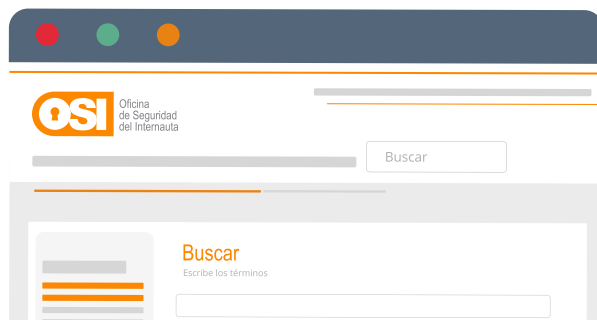 OSI
Oficina
de Seguridad
del Internauta
Buscar
Buscar
Escribe los términos